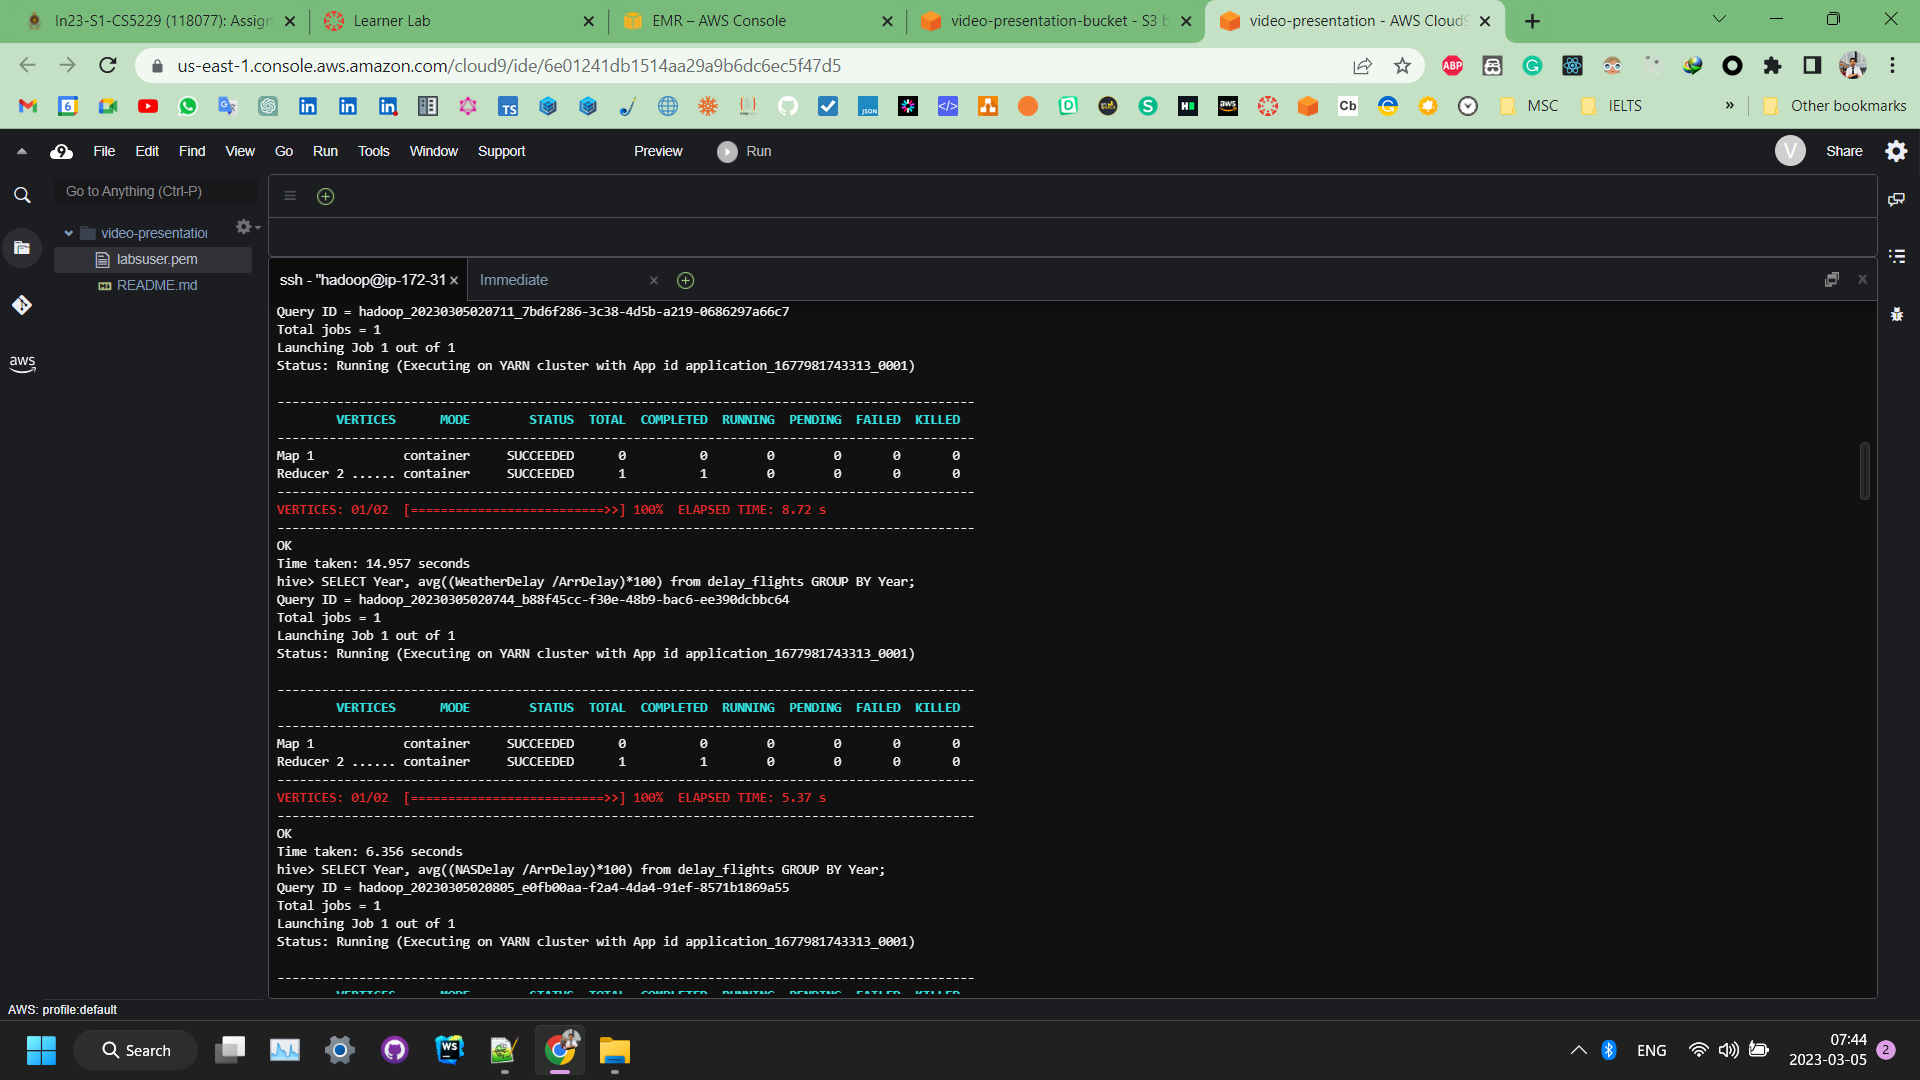 In23-S1-CS5229 (118077): Assign
Learner Lab
EMR – AWS Console
video-presentation-bucket - S3 b
video-presentation - AWS Cloud9
us-east-1.console.aws.amazon.com/cloud9/ide/6e01241db1514aa29a9b6dc6ec5f47d5
MSC
IELTS
»
Other bookmarks
File Edit Find View Go Run Tools Window Support Preview Run
V
Share
Go to Anything (Ctrl-P)
video-presentation
labsuser.pem
README.md
aws
ssh - "hadoop@ip-172-31
Immediate
Query ID = hadoop_20230305020711_7bd6f286-3c38-4d5b-a219-0686297a66c7
Total jobs = 1
Launching Job 1 out of 1
Status: Running (Executing on YARN cluster with App id application_1677981743313_0001)
----------------------------------------------------------------------------------------------
VERTICES MODE STATUS TOTAL COMPLETED RUNNING PENDING FAILED KILLED
----------------------------------------------------------------------------------------------
Map 1 container SUCCEEDED 0 0 0 0 0 0
Reducer 2 ...... container SUCCEEDED 1 1 0 0 0 0
----------------------------------------------------------------------------------------------
VERTICES: 01/02 [==========================>>] 100% ELAPSED TIME: 8.72 s
----------------------------------------------------------------------------------------------
OK
Time taken: 14.957 seconds
hive> SELECT Year, avg((WeatherDelay /ArrDelay)*100) from delay_flights GROUP BY Year;
Query ID = hadoop_20230305020744_b88f45cc-f30e-48b9-bac6-ee390dcbbc64
Total jobs = 1
Launching Job 1 out of 1
Status: Running (Executing on YARN cluster with App id application_1677981743313_0001)
----------------------------------------------------------------------------------------------
VERTICES MODE STATUS TOTAL COMPLETED RUNNING PENDING FAILED KILLED
----------------------------------------------------------------------------------------------
Map 1 container SUCCEEDED 0 0 0 0 0 0
Reducer 2 ...... container SUCCEEDED 1 1 0 0 0 0
----------------------------------------------------------------------------------------------
VERTICES: 01/02 [==========================>>] 100% ELAPSED TIME: 5.37 s
----------------------------------------------------------------------------------------------
OK
Time taken: 6.356 seconds
hive> SELECT Year, avg((NASDelay /ArrDelay)*100) from delay_flights GROUP BY Year;
Query ID = hadoop_20230305020805_e0fb00aa-f2a4-4da4-91ef-8571b1869a55
Total jobs = 1
Launching Job 1 out of 1
Status: Running (Executing on YARN cluster with App id application_1677981743313_0001)
----------------------------------------------------------------------------------------------
VERTICES MODE STATUS TOTAL COMPLETED RUNNING PENDING FAILED KILLED
AWS: profile:default
Search
ENG
07:44
2023-03-05
2